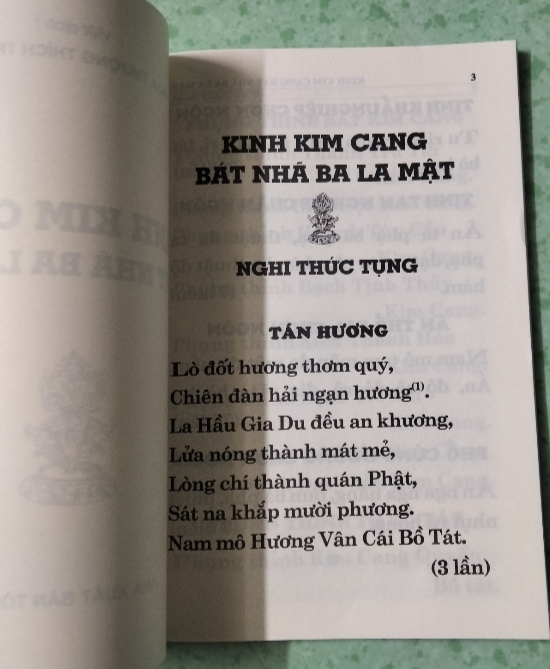 3
KINH KIM CANG
BÁT NHÃ BA LA MẬT
NGHI THỨC TỤNG
TÁN HƯƠNG
Lò đốt hương thơm quý,
Chiên đàn hải ngạn hương(1).
La Hầu Gia Du đều an khương,
Lửa nóng thành mát mẻ,
Lòng chí thành quán Phật,
Sát na khắp mười phương.
Nam mô Hương Vân Cái Bồ Tát.
(3 lần)